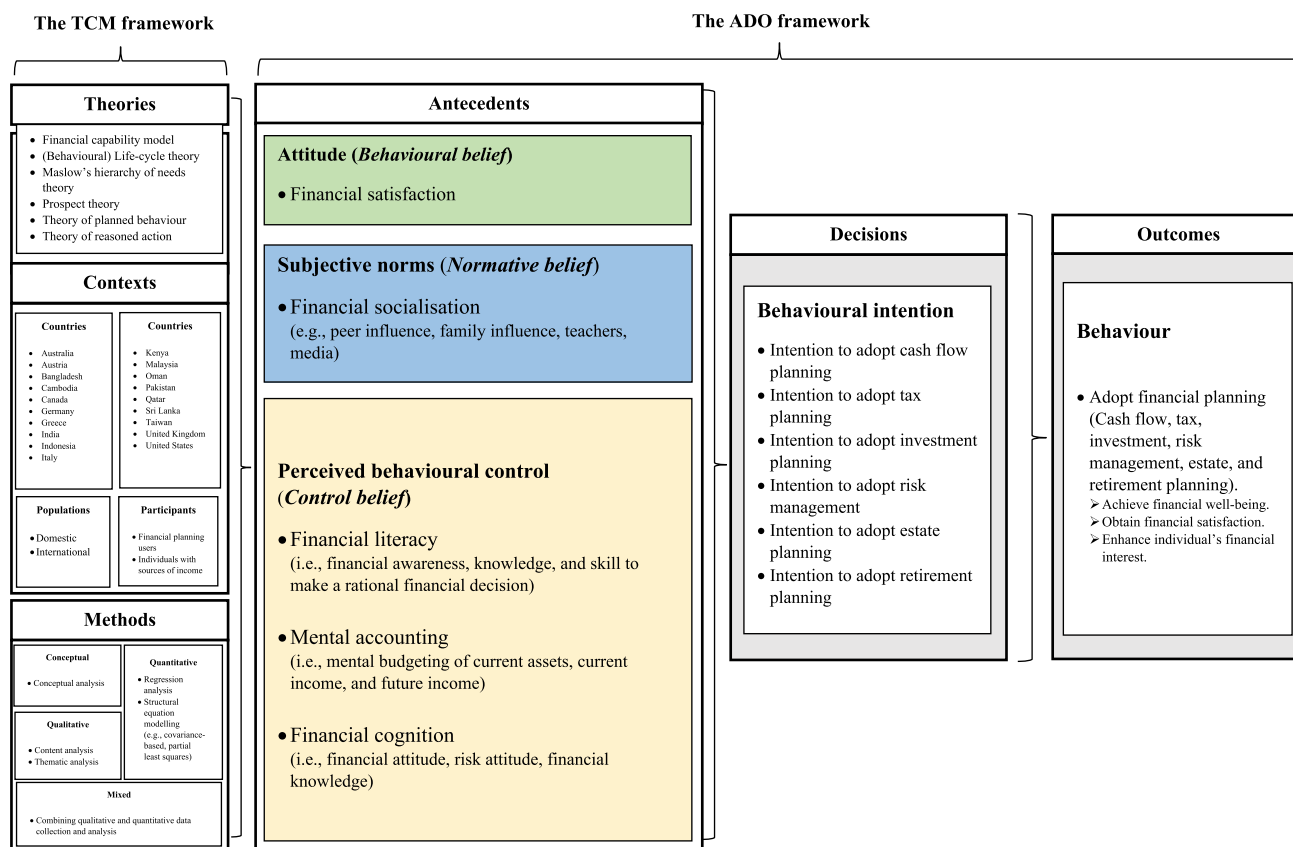 The TCM framework
The ADO framework
Theories
• Financial capability model
• (Behavioural) Life-cycle theory
• Maslow's hierarchy of needs
theory
• Prospect theory
• Theory of planned behaviour
• Theory of reasoned action
Contexts
Countries
• Australia
• Austria
• Bangladesh
• Cambodia
• Canada
• Germany
• Greece
• India
• Indonesia
• Italy
Countries
• Kenya
• Malaysia
• Oman
• Pakistan
• Qatar
• Sri Lanka
• Taiwan
• United Kingdom
• United States
Populations
• Domestic
• International
Participants
• Financial planning
users
• Individuals with
sources of income
Methods
Conceptual
• Conceptual analysis
Qualitative
• Content analysis
• Thematic analysis
Quantitative
• Regression
analysis
• Structural
equation
modelling
(e.g., covariance-
based, partial
least squares)
Mixed
• Combining qualitative and quantitative data
collection and analysis
Antecedents
Attitude (Behavioural belief)
• Financial satisfaction
Subjective norms (Normative belief)
• Financial socialisation
(e.g., peer influence, family influence, teachers,
media)
Perceived behavioural control
(Control belief)
• Financial literacy
(i.e., financial awareness, knowledge, and skill to
make a rational financial decision)
• Mental accounting
(i.e., mental budgeting of current assets, current
income, and future income)
• Financial cognition
(i.e., financial attitude, risk attitude, financial
knowledge)
Decisions
Behavioural intention
• Intention to adopt cash flow
planning
• Intention to adopt tax
planning
• Intention to adopt investment
planning
• Intention to adopt risk
management
• Intention to adopt estate
planning
• Intention to adopt retirement
planning
Outcomes
Behaviour
• Adopt financial planning
(Cash flow, tax,
investment, risk
management, estate, and
retirement planning).
➢ Achieve financial well-being.
➢ Obtain financial satisfaction.
➢ Enhance individual's financial
interest.